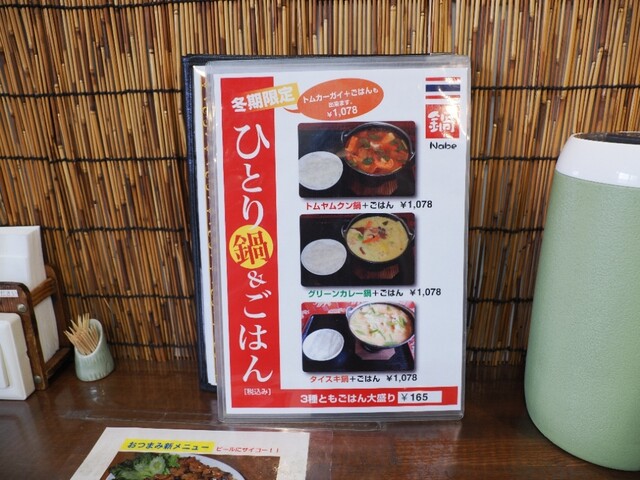 冬期限定
トムカーガイ＋ごはんも
出来ます。
￥1,078
鍋
Nabe
ひとり鍋&ごはん
[税込み]
トムヤムクン鍋＋ごはん ￥1,078
グリーンカレー鍋＋ごはん ￥1,078
タイスキ鍋＋ごはん ￥1,078
3種ともごはん大盛り ￥165
おつまみ新メニュー
ビールにサイコー！！